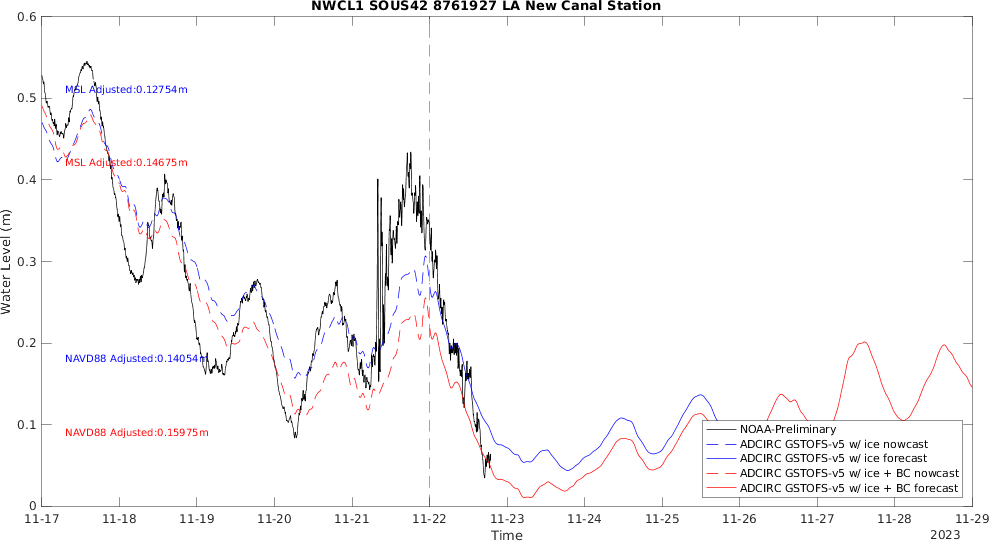 NWCL1 SOUS42 8761927 LA New Canal Station
0.6
0.5
0.4
0.3
0.2
0.1
0
Water Level (m)
MSL Adjusted:0.12754m
MSL Adjusted:0.14675m
NAVD88 Adjusted:0.14054m
NAVD88 Adjusted:0.15975m
NOAA-Preliminary
ADCIRC GSTOFS-v5 w/ ice nowcast
ADCIRC GSTOFS-v5 w/ ice forecast
ADCIRC GSTOFS-v5 w/ ice + BC nowcast
ADCIRC GSTOFS-v5 w/ ice + BC forecast
11-17 11-18 11-19 11-20 11-21 11-22 11-23 11-24 11-25 11-26 11-27 11-28 11-29
Time
2023